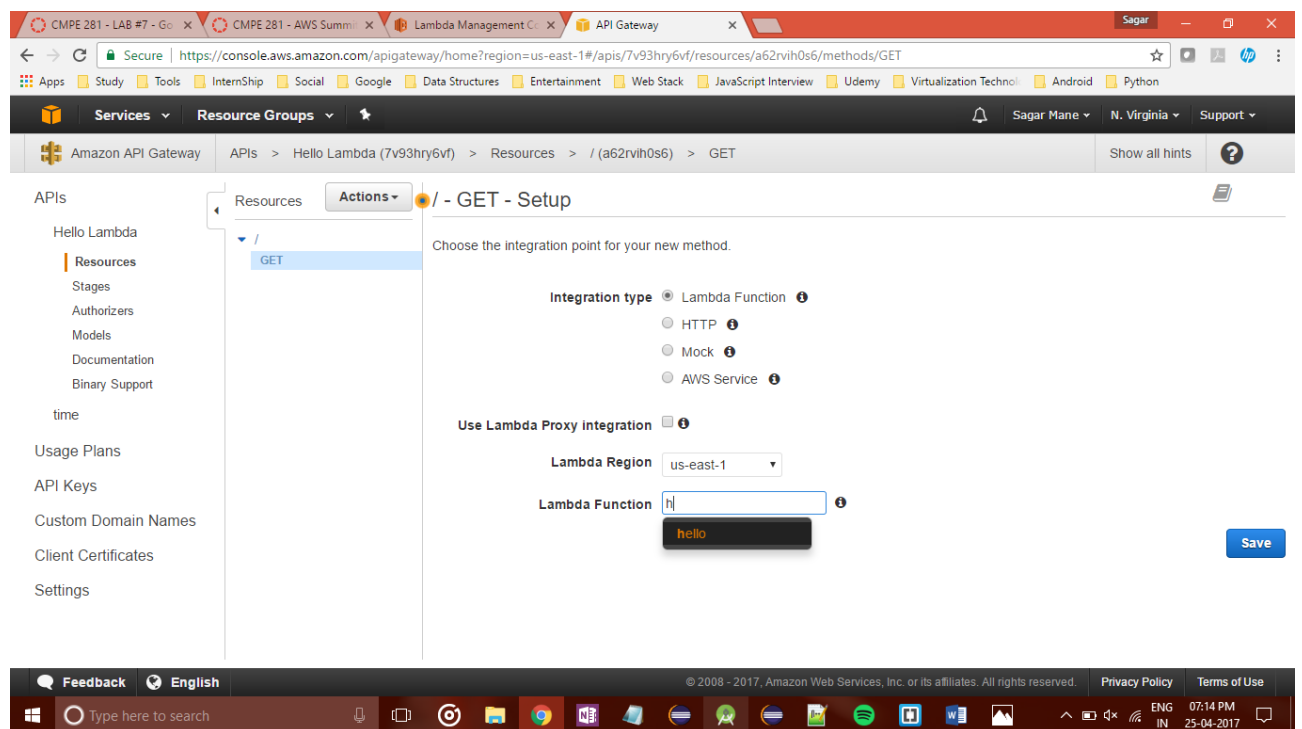 CMPE 281 - LAB #7 - Go
CMPE 281 - AWS Summi
Lambda Management Co
API Gateway
Sagar
Secure
https://console.aws.amazon.com/apigateway/home?region=us-east-1#/apis/7v93hry6vf/resources/a62rvih0s6/methods/GET
Apps Study Tools InternShip Social Google Data Structures Entertainment Web Stack JavaScript Interview Udemy Virtualization Technol Android Python
Services Resource Groups Sagar Mane N. Virginia Support
Amazon API Gateway APIs > Hello Lambda (7v93hry6vf) > Resources > / (a62rvih0s6) > GET Show all hints
APIs
Hello Lambda
Resources
Stages
Authorizers
Models
Documentation
Binary Support
time
Usage Plans
API Keys
Custom Domain Names
Client Certificates
Settings
Resources Actions
/
GET
/ - GET - Setup
Choose the integration point for your new method.
Integration type Lambda Function
HTTP
Mock
AWS Service
Use Lambda Proxy integration
Lambda Region us-east-1
Lambda Function h
hello
Save
Feedback English © 2008 - 2017, Amazon Web Services, Inc. or its affiliates. All rights reserved. Privacy Policy Terms of Use
Type here to search
ENG
IN
07:14 PM
25-04-2017